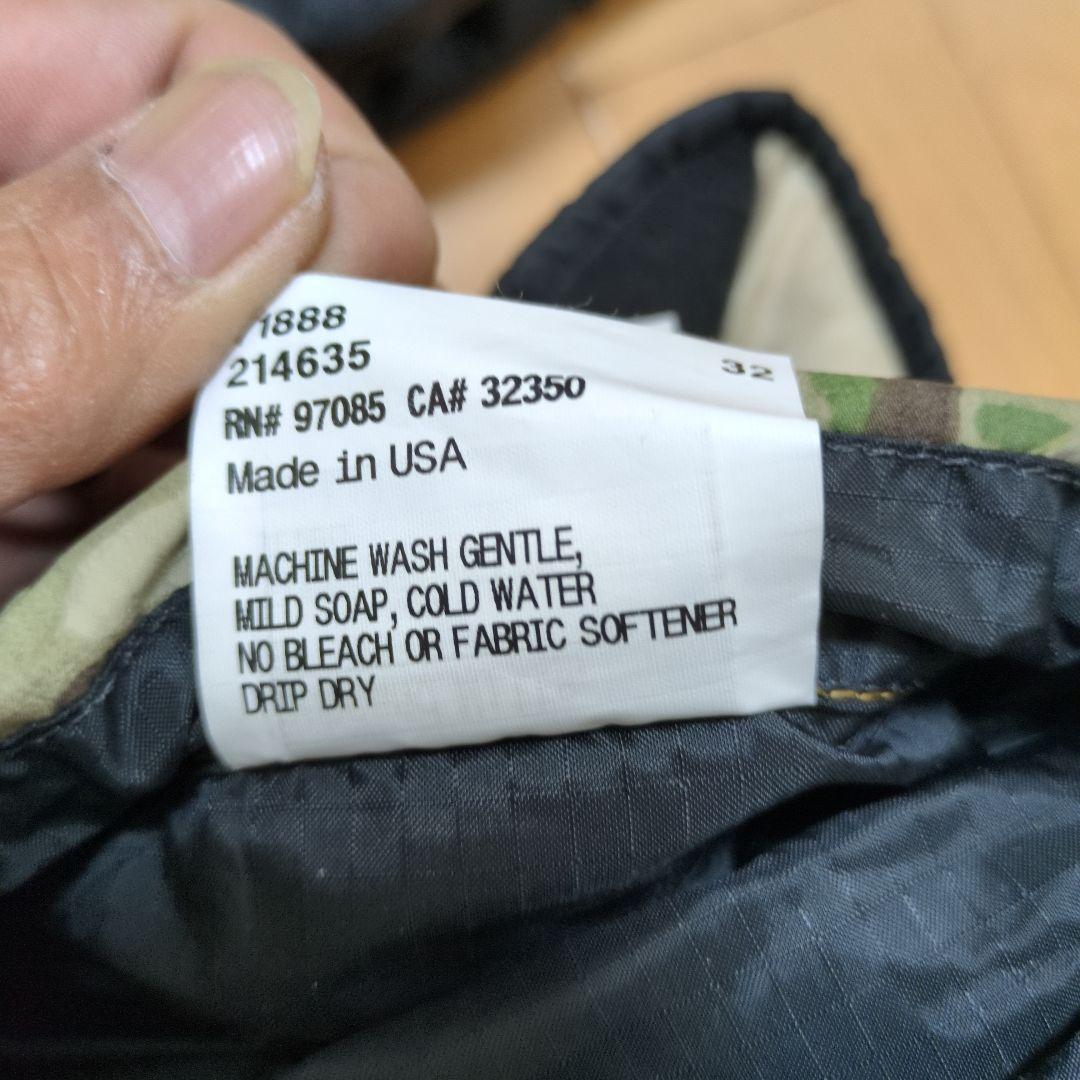 1888
214635
RN# 97085 CA# 32350
32
Made in USA
MACHINE WASH GENTLE,
MILD SOAP, COLD WATER
NO BLEACH OR FABRIC SOFTENER
DRIP DRY